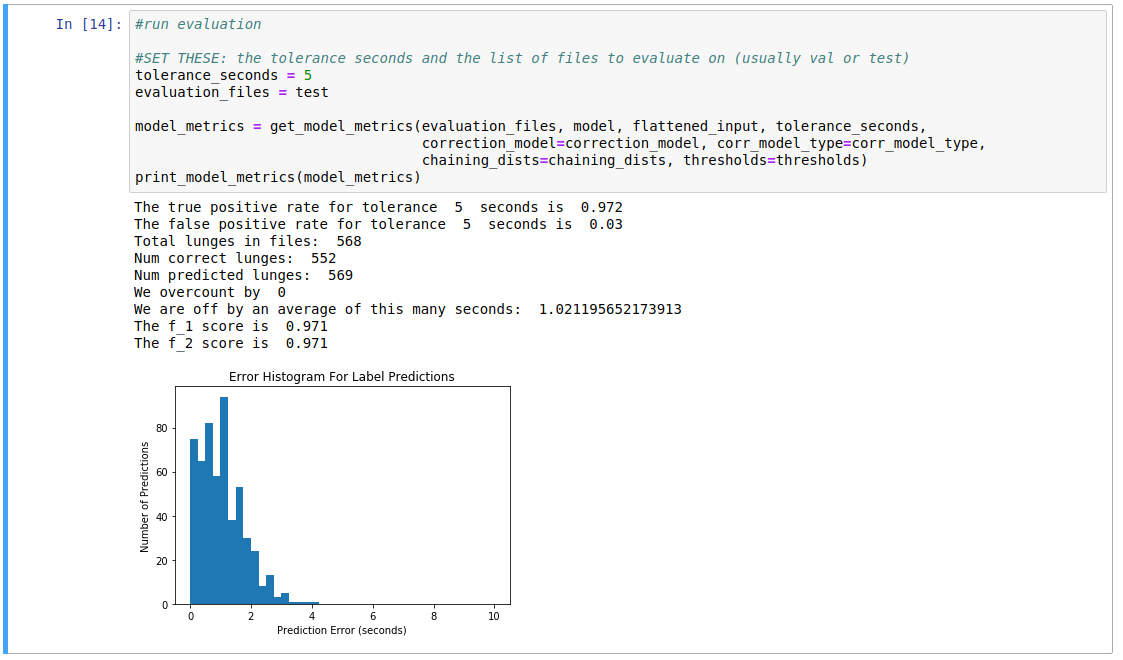 In [14]:
#run evaluation
#SET THESE: the tolerance seconds and the list of files to evaluate on (usually val or test)
tolerance_seconds = 5
evaluation_files = test
model_metrics = get_model_metrics(evaluation_files, model, flattened_input, tolerance_seconds,
correction_model=correction_model, corr_model_type=corr_model_type,
chaining_dists=chaining_dists, thresholds=thresholds)
print_model_metrics(model_metrics)
The true positive rate for tolerance  5  seconds is  0.972
The false positive rate for tolerance  5  seconds is  0.03
Total lunges in files:  568
Num correct lunges:  552
Num predicted lunges:  569
We overcount by  0
We are off by an average of this many seconds:  1.021195652173913
The f_1 score is  0.971
The f_2 score is  0.971
Error Histogram For Label Predictions
Number of Predictions
80
60
40
20
0
0 2 4 6 8 10
Prediction Error (seconds)